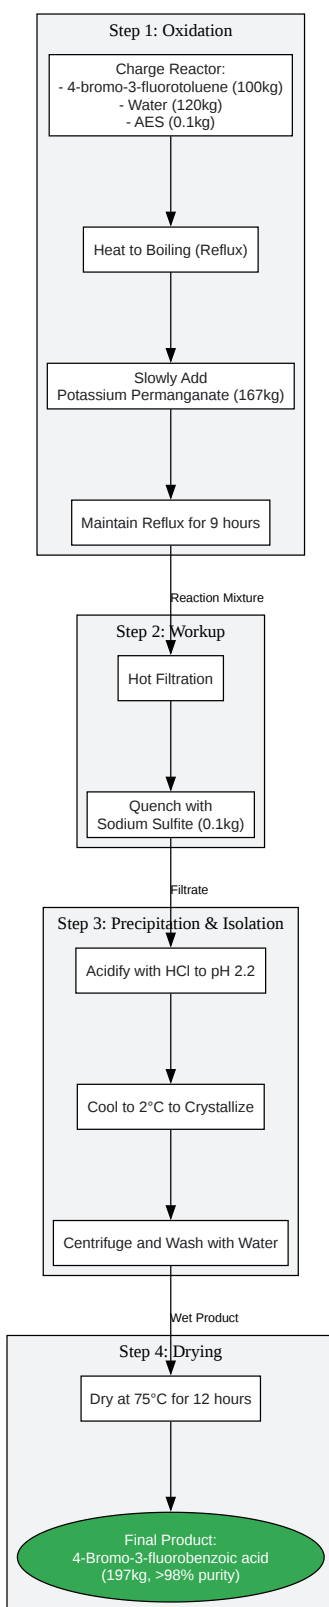 Step 1: Oxidation
Charge Reactor:
- 4-bromo-3-fluorotoluene (100kg)
- Water (120kg)
- AES (0.1kg)
Heat to Boiling (Reflux)
Slowly Add
Potassium Permanganate (167kg)
Maintain Reflux for 9 hours
Reaction Mixture
Step 2: Workup
Hot Filtration
Quench with
Sodium Sulfite (0.1kg)
Filtrate
Step 3: Precipitation & Isolation
Acidify with HCl to pH 2.2
Cool to 2°C to Crystallize
Centrifuge and Wash with Water
Wet Product
Step 4: Drying
Dry at 75°C for 12 hours
Final Product:
4-Bromo-3-fluorobenzoic acid
(197kg, >98% purity)